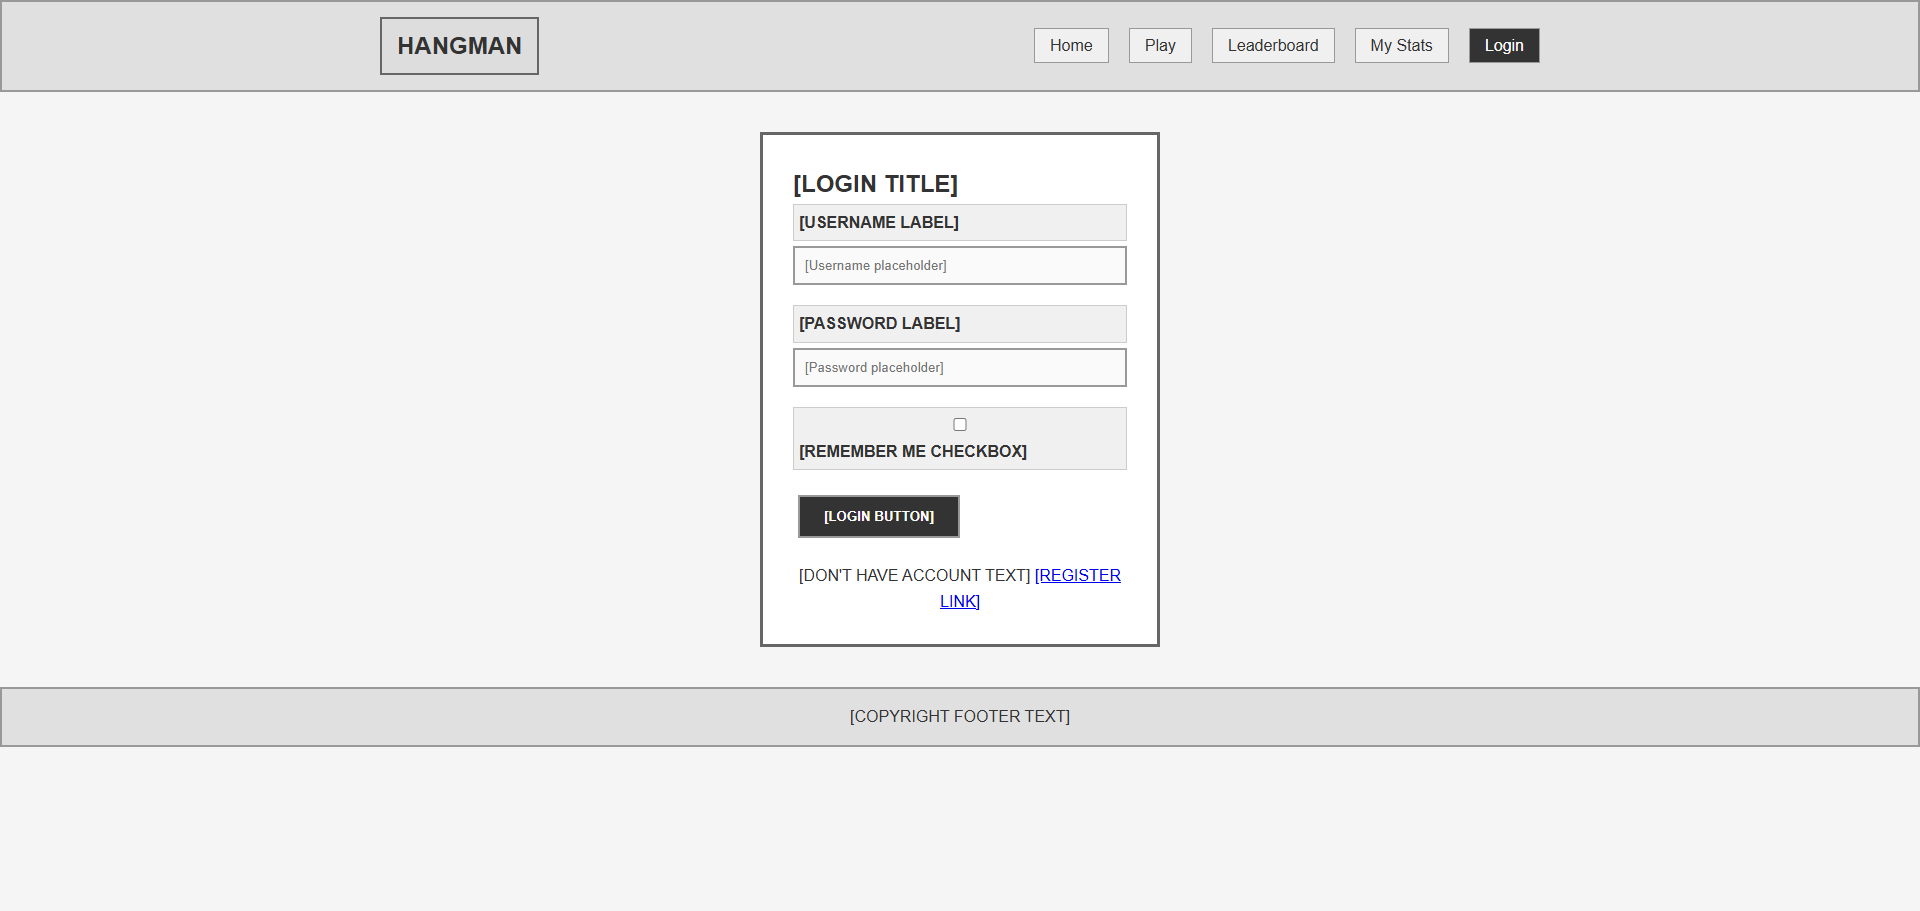 HANGMAN
Home
Play
Leaderboard
My Stats
Login
[LOGIN TITLE]
[USERNAME LABEL]
[Username placeholder]
[PASSWORD LABEL]
[Password placeholder]
[REMEMBER ME CHECKBOX]
[LOGIN BUTTON]
[DON'T HAVE ACCOUNT TEXT] [REGISTER
LINK]
[COPYRIGHT FOOTER TEXT]